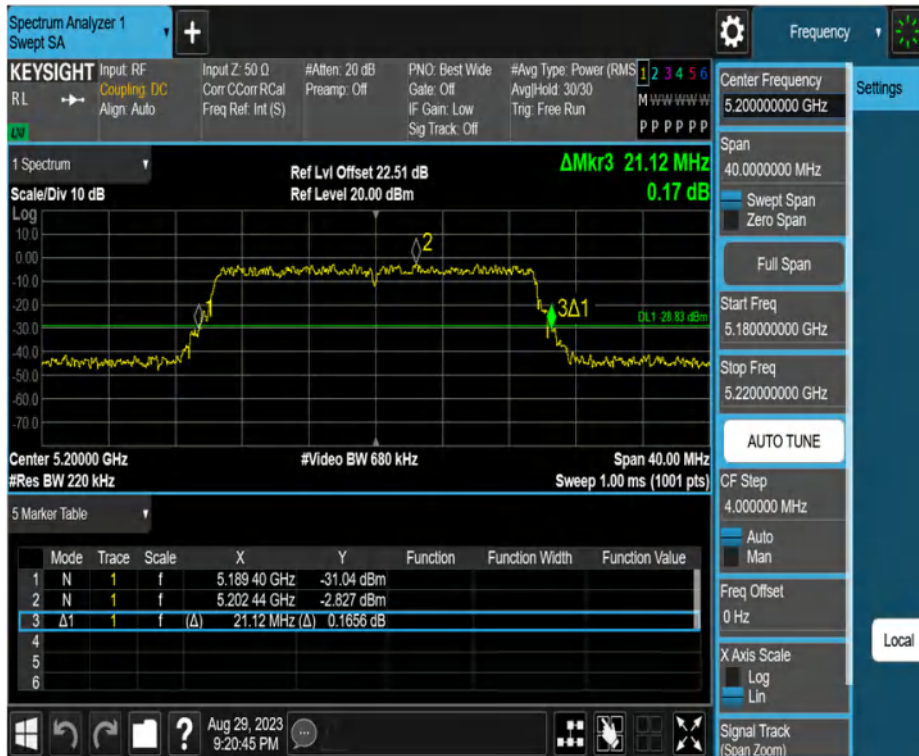 Spectrum Analyzer 1
Swept SA
Frequency
KEYSIGHT
RL
Input: RF
Coupling: DC
Align: Auto
Input Z: 50 Ω
Corr CCorr RCal
Freq Ref: Int (S)
#Atten: 20 dB
Preamp: Off
PNO: Best Wide
Gate: Off
IF Gain: Low
Sig Track: Off
#Avg Type: Power (RMS
Avg|Hold: 30/30
Trig: Free Run
1 2 3 4 5 6
M W W W W W
P P P P P P
LNI
1 Spectrum
Scale/Div 10 dB
Ref Lvl Offset 22.51 dB
Ref Level 20.00 dBm
ΔMkr3 21.12 MHz
0.17 dB
Log
10.0
0.00
-10.0
-20.0
-30.0
-40.0
-50.0
-60.0
-70.0
1
2
3Δ1
DL1 -28.83 dBm
Center 5.20000 GHz
#Video BW 680 kHz
Span 40.00 MHz
#Res BW 220 kHz
Sweep 1.00 ms (1001 pts)
5 Marker Table
Mode Trace Scale X Y Function Function Width Function Value
1 N 1 f 5.189 40 GHz -31.04 dBm
2 N 1 f 5.202 44 GHz -2.827 dBm
3 Δ1 1 f (Δ) 21.12 MHz (Δ) 0.1656 dB
4
5
6
Aug 29, 2023
9:20:45 PM
Center Frequency
5.200000000 GHz
Settings
Span
40.0000000 MHz
Swept Span
Zero Span
Full Span
Start Freq
5.180000000 GHz
Stop Freq
5.220000000 GHz
AUTO TUNE
CF Step
4.000000 MHz
Auto
Man
Freq Offset
0 Hz
X Axis Scale
Log
Lin
Local
Signal Track
(Span Zoom)